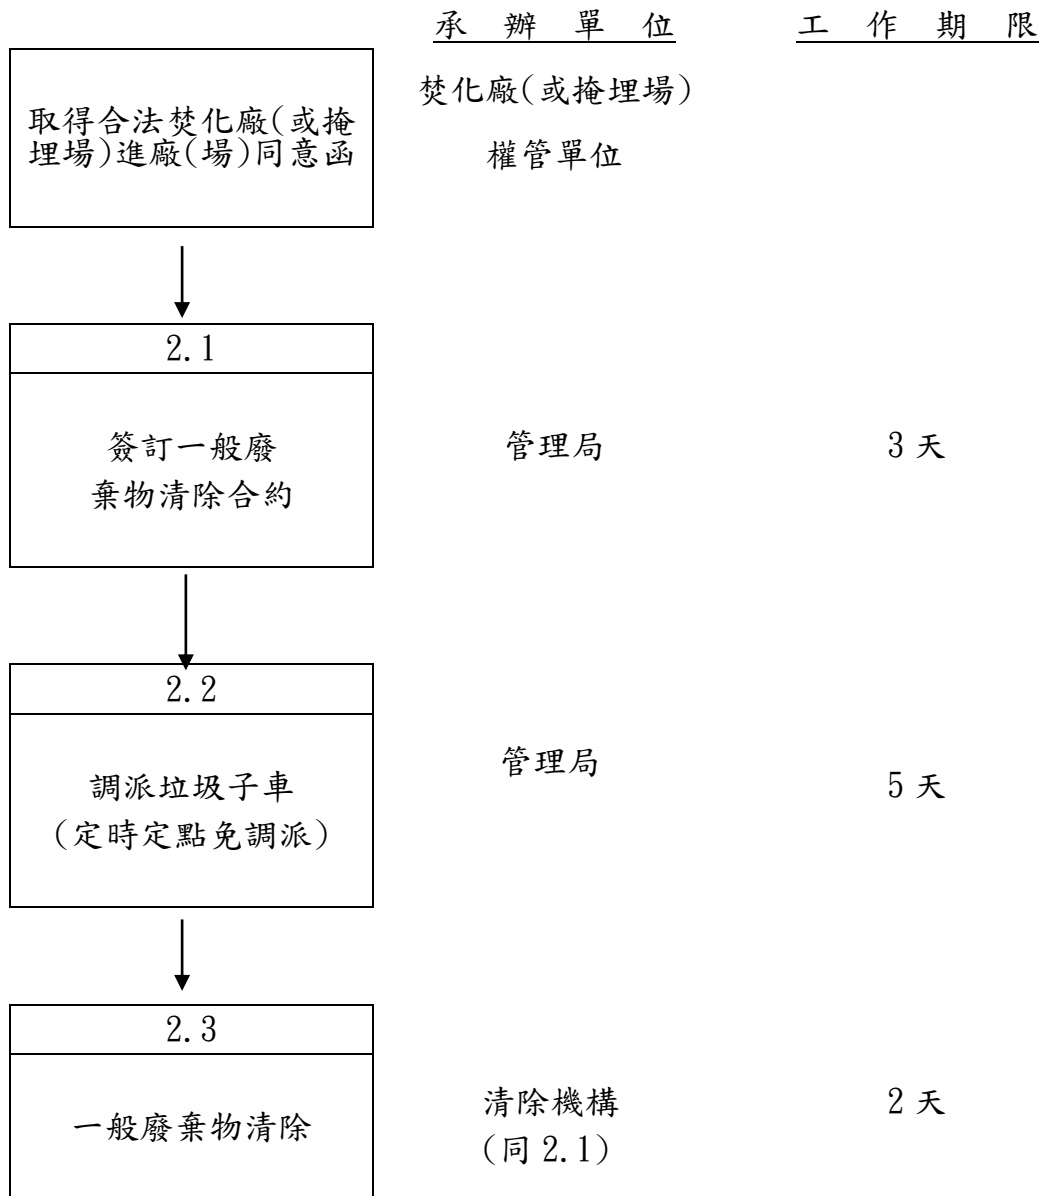 承辦單位 工作期限
取得合法焚化廠(或掩
埋場)進廠(場)同意函
焚化廠(或掩埋場)
權管單位
2.1
簽訂一般廢
棄物清除合約
管理局
3 天
2.2
調派垃圾子車
(定時定點免調派)
管理局
5 天
2.3
一般廢棄物清除
清除機構
(同 2.1)
2 天